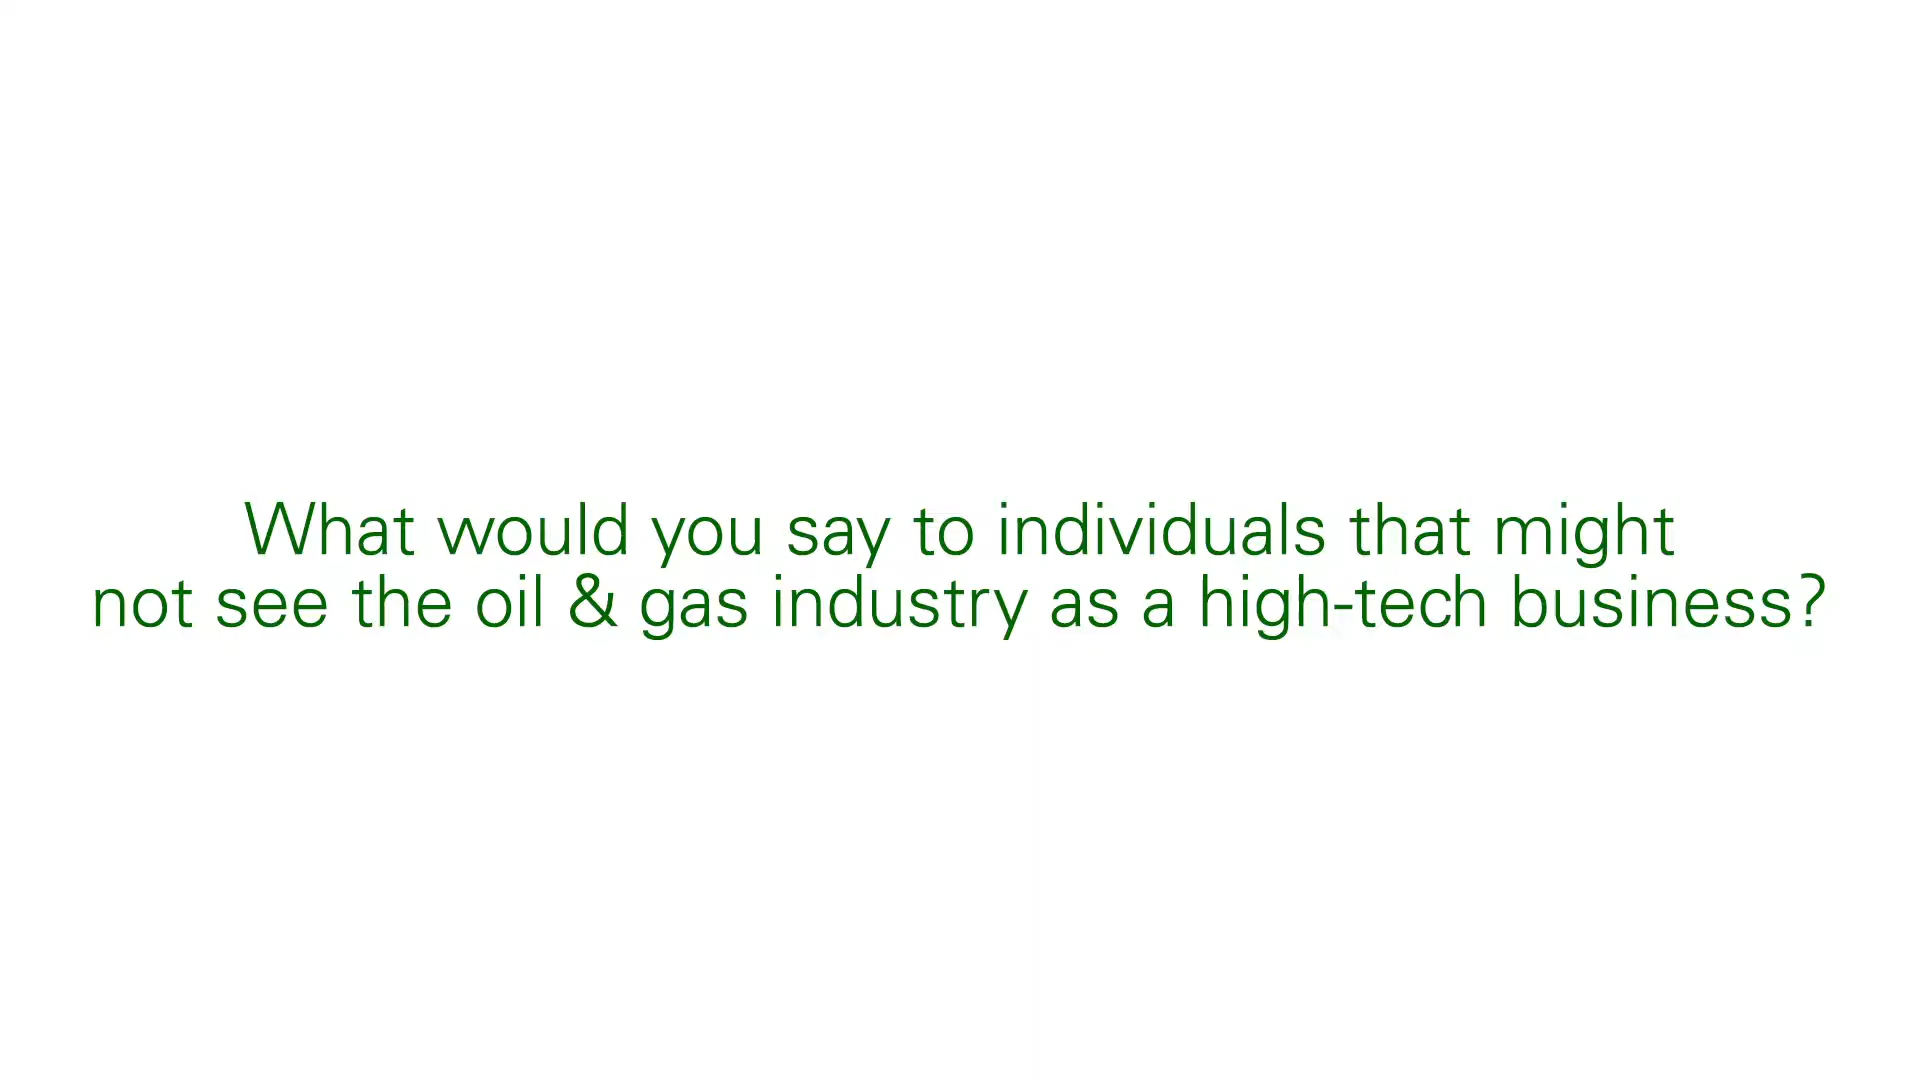 What would you say to individuals that might
not see the oil & gas industry as a high-tech business?